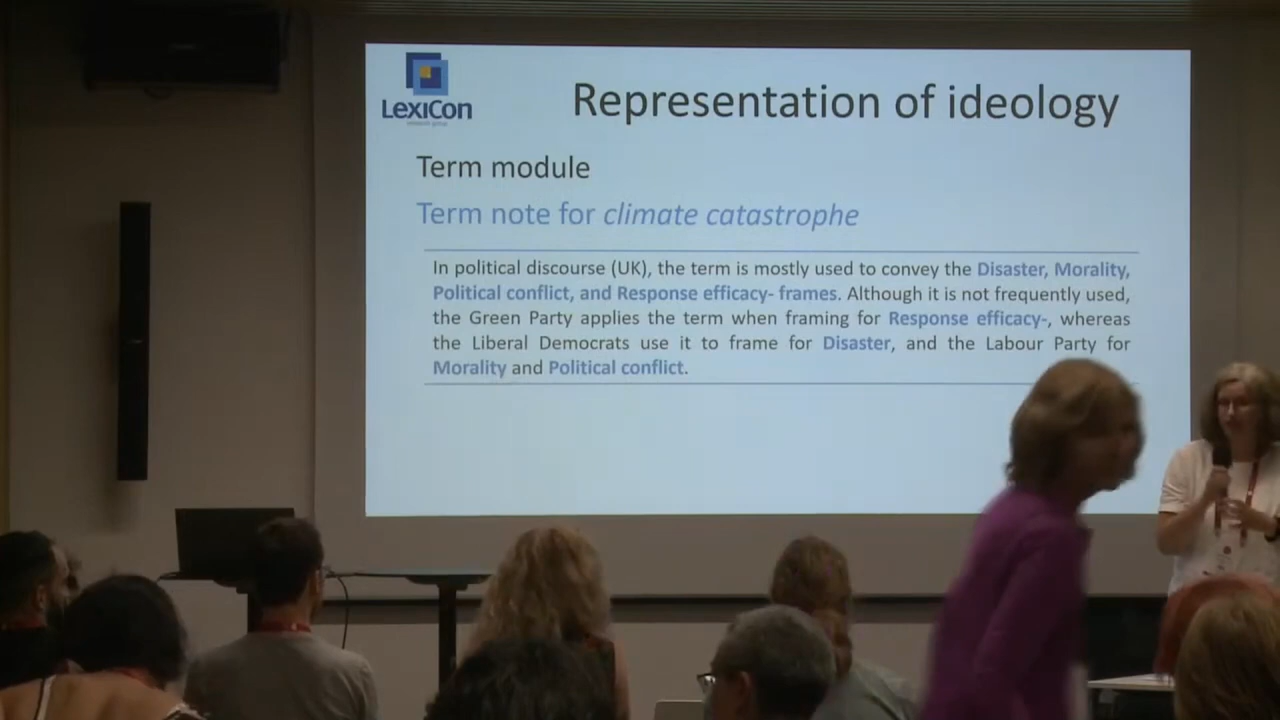 LexiCon
Representation of ideology
Term module
Term note for climate catastrophe
In political discourse (UK), the term is mostly used to convey the Disaster, Morality,
Political conflict, and Response efficacy- frames. Although it is not frequently used,
the Green Party applies the term when framing for Response efficacy-, whereas
the Liberal Democrats use it to frame for Disaster, and the Labour Party for
Morality and Political conflict.